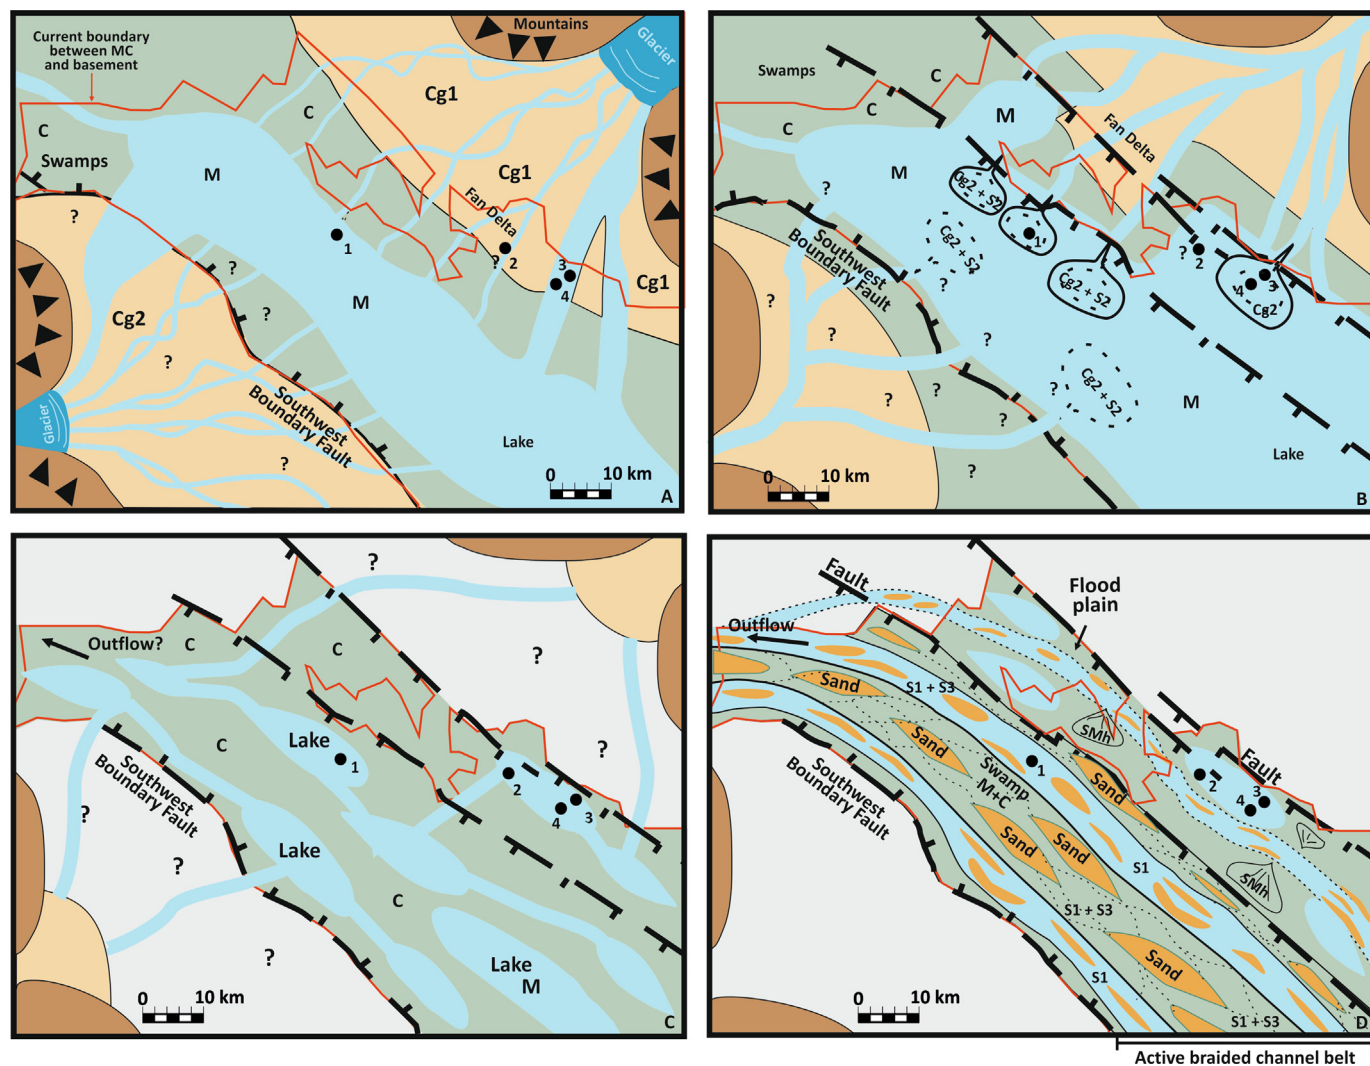 Current boundary
between MC
and basement
Mountains
Glacier
C
Cg1
C
Swamps
M
Cg1
Fan Delta
?
1
? 2
3
4
Cg1
?
?
M
Cg2
?
Glacier
Southwest
Boundary Fault
?
Lake
0 10 km
A
Swamps
C
C
C
M
Fan Delta
M
Cg2 + S2
?
1
Cg2 + S2
?
2
3
4
Cg2
Southwest
Boundary Fault
?
Cg2 + S2
?
?
?
?
?
?
Cg2 + S2
M
?
?
Lake
0 10 km
B
?
Outflow?
C
C
?
C
Lake
1
?
2
3
4
Southwest
Boundary Fault
?
?
Lake
C
?
Lake
M
0 10 km
C
Fault
Flood
plain
Outflow
Sand
S1 + S3
SMh
Sand
Swamp
M+C
1
Sand
Fault
2
3
4
Southwest
Boundary Fault
Sand
Sand
S1
SMh
S1 + S3
Sand
S1
S1 + S3
0 10 km
D
Active braided channel belt